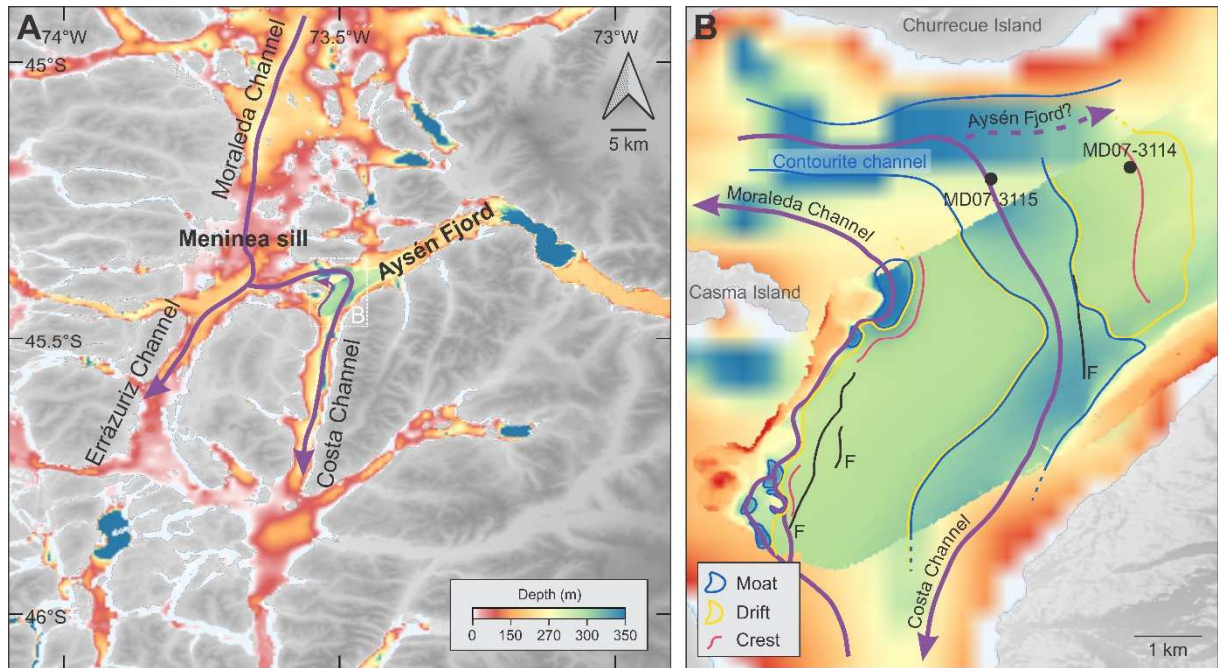 A
74°W
73.5°W
73°W
45°S
45.5°S
46°S
5 km
Moraleda Channel
Meninea sill
Aysén Fjord
Errázuriz Channel
Costa Channel
B
Depth (m)
0 150 270 300 350
B
Churrecue Island
Aysén Fjord?
MD07-3114
Contourite channel
MD07-3115
Moraleda Channel
Casma Island
F
F
F
Costa Channel
Moat
Drift
Crest
1 km